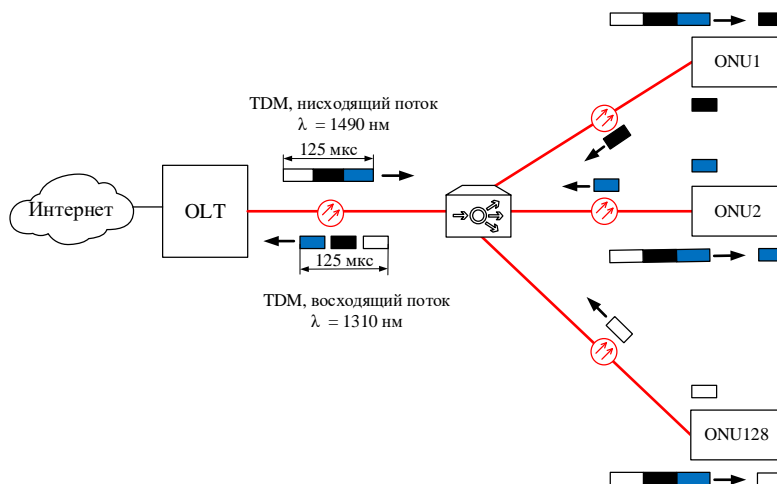 ONU1
TDM, нисходящий поток
λ = 1490 нм
125 мкс
Интернет
OLT
ONU2
125 мкс
TDM, восходящий поток
λ = 1310 нм
ONU128